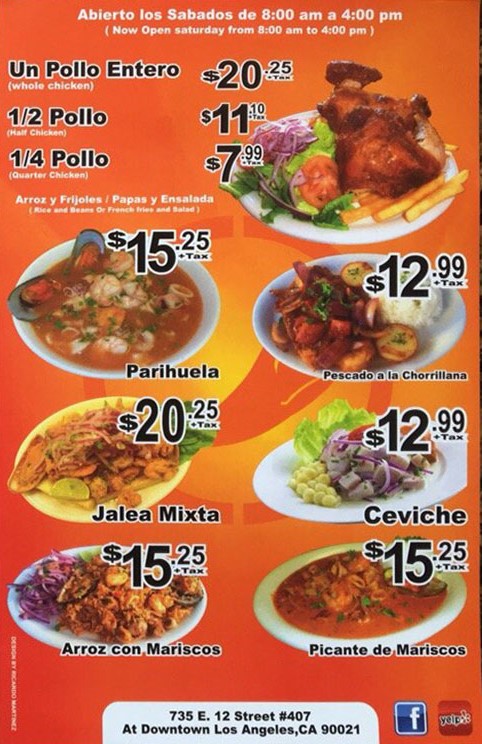 Abierto los Sabados de 8:00 am a 4:00 pm
( Now Open saturday from 8:00 am to 4:00 pm )
Un Pollo Entero $20.25
(whole chicken)
1/2 Pollo $11.10 +Tax
(Half Chicken)
1/4 Pollo $7.99 +Tax
(Quarter Chicken)
Arroz y Frijoles / Papas y Ensalada
( Rice and Beans Or French fries and Salad )
$15.25 +Tax
Parihuela
$12.99 +Tax
Pescado a la Chorrillana
$20.25 +Tax
Jalea Mixta
$12.99 +Tax
Ceviche
$15.25 +Tax
Arroz con Mariscos
$15.25 +Tax
Picante de Mariscos
DESIGN BY RICARDO MARTINEZ
735 E. 12 Street #407
At Downtown Los Angeles,CA 90021
f
yelp